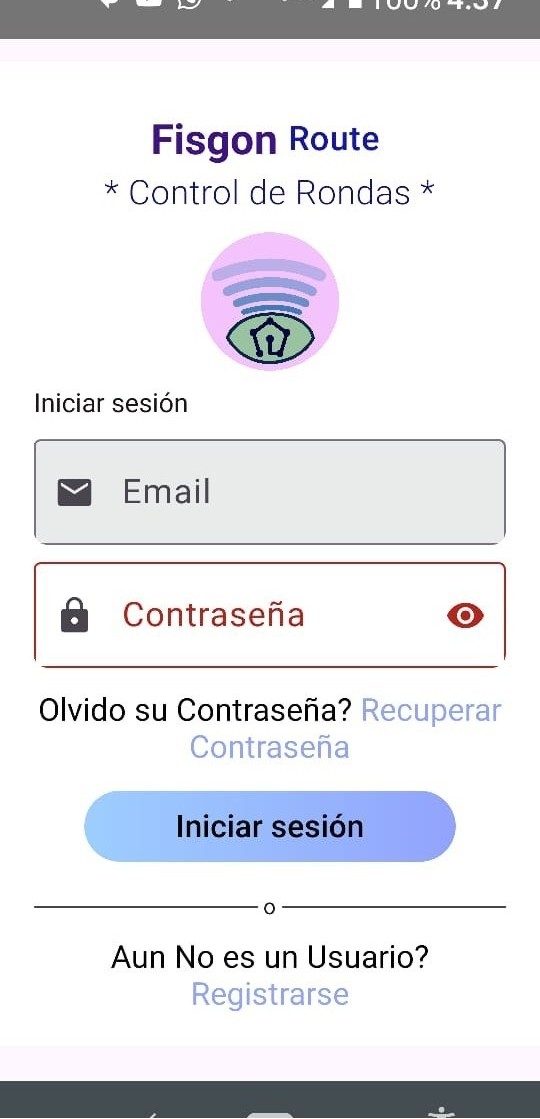 100% 4:37
Fisgon Route
* Control de Rondas *
Iniciar sesión
Email
Contraseña
Olvido su Contraseña? Recuperar
Contraseña
Iniciar sesión
o
Aun No es un Usuario?
Registrarse